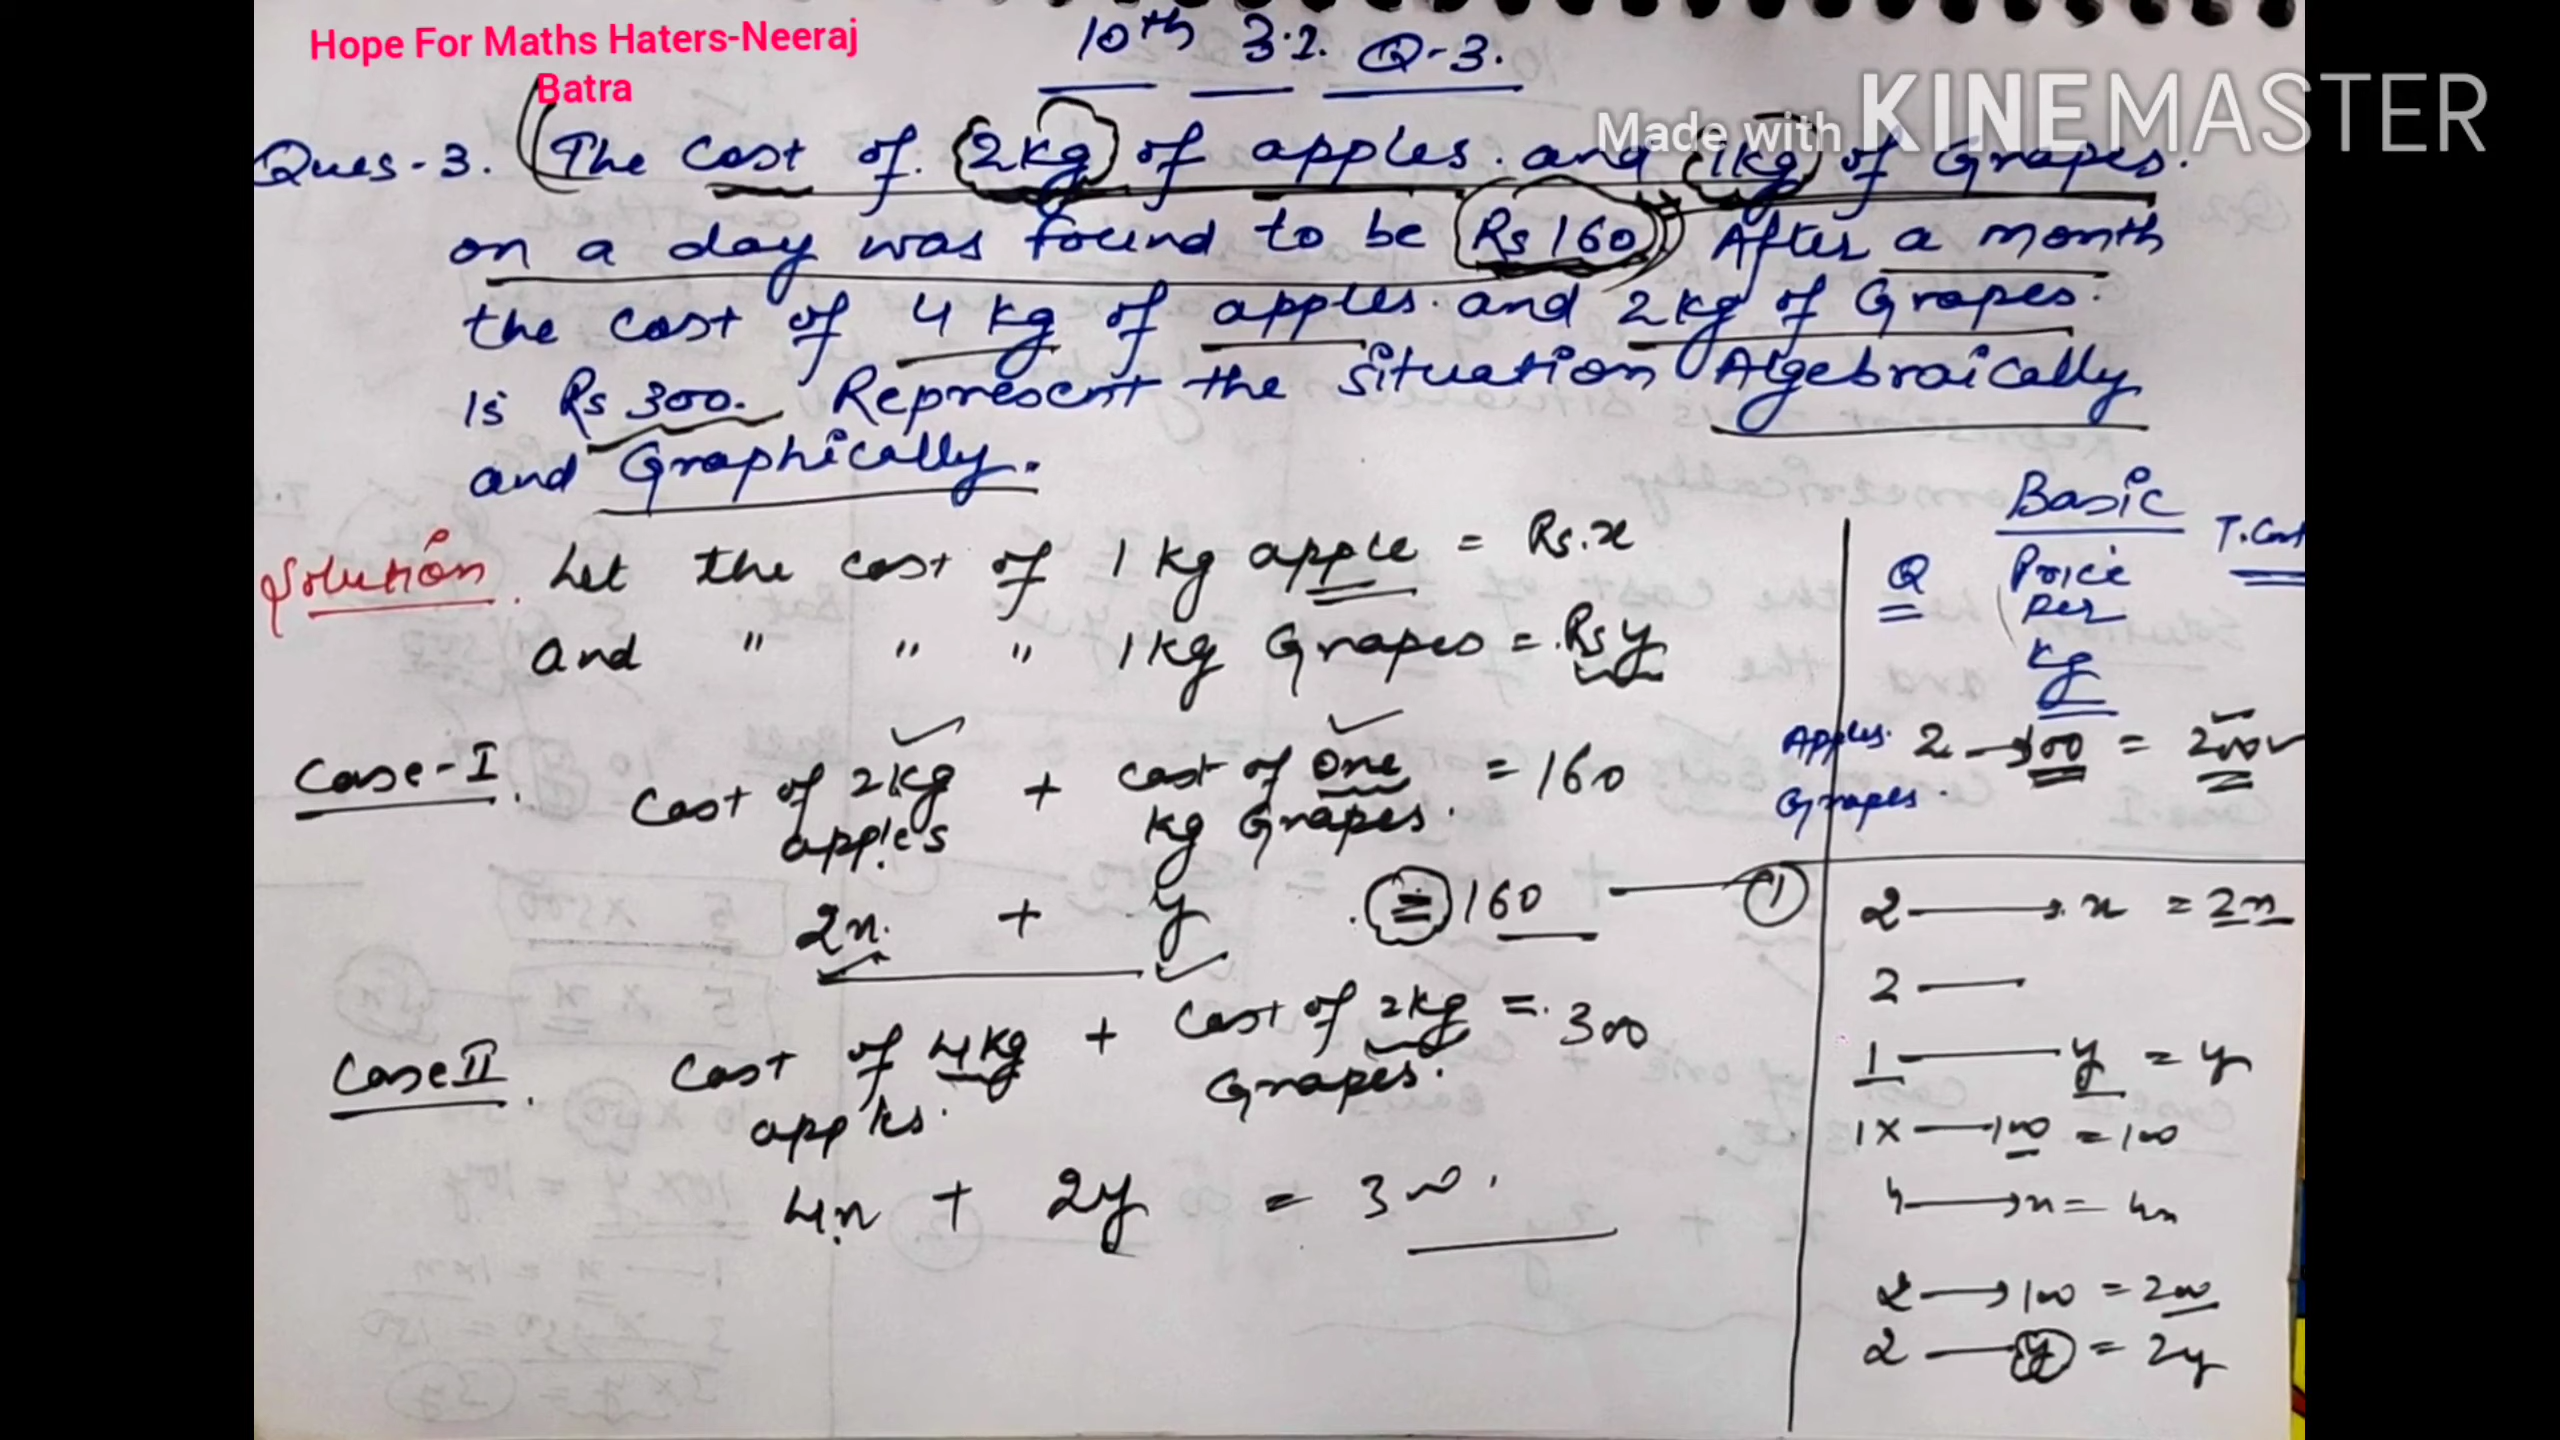 Hope For Maths Haters-Neeraj
Batra
10th 3.1. Q-3.
Made with KINEMASTER
Ques-3. The cost of 2kg of apples and 1kg of Grapes.
on a day was found to be Rs 160. After a month
the cost of 4 kg of apples and 2kg of Grapes.
is Rs 300. Represent the situation Algebraically
and Graphically.
Solution. Let the cost of 1 kg apple = Rs. x
and " " " 1kg Grapes = Rs y
Case-I. Cost of 2kg + cost of one = 160
apples kg Grapes.
2x + y = 160 — ①
Case II. Cost of 4kg + Cost of 2kg = 300
apples. Grapes.
4x + 2y = 300.
Basic
Q Price T. Cost
Per
kg
Apples. 2 → 100 = 200
Grapes.
2 → x = 2x
2 —
1 — y = y
1x — 100 = 100
4 → x = 4x
2 → 100 = 200
2 — y = 2y